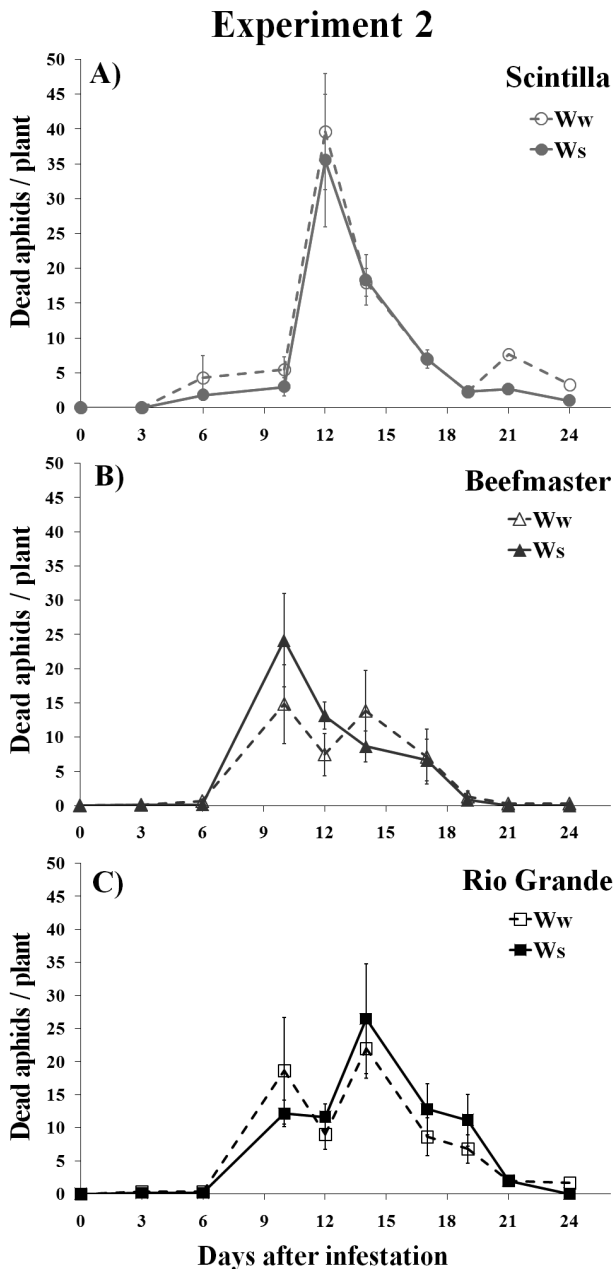 Experiment 2
A)
Scintilla
Ww
Ws
Dead aphids / plant
50
45
40
35
30
25
20
15
10
5
0
0 3 6 9 12 15 18 21 24
B)
Beefmaster
Ww
Ws
Dead aphids / plant
50
45
40
35
30
25
20
15
10
5
0
0 3 6 9 12 15 18 21 24
C)
Rio Grande
Ww
Ws
Dead aphids / plant
50
45
40
35
30
25
20
15
10
5
0
0 3 6 9 12 15 18 21 24
Days after infestation